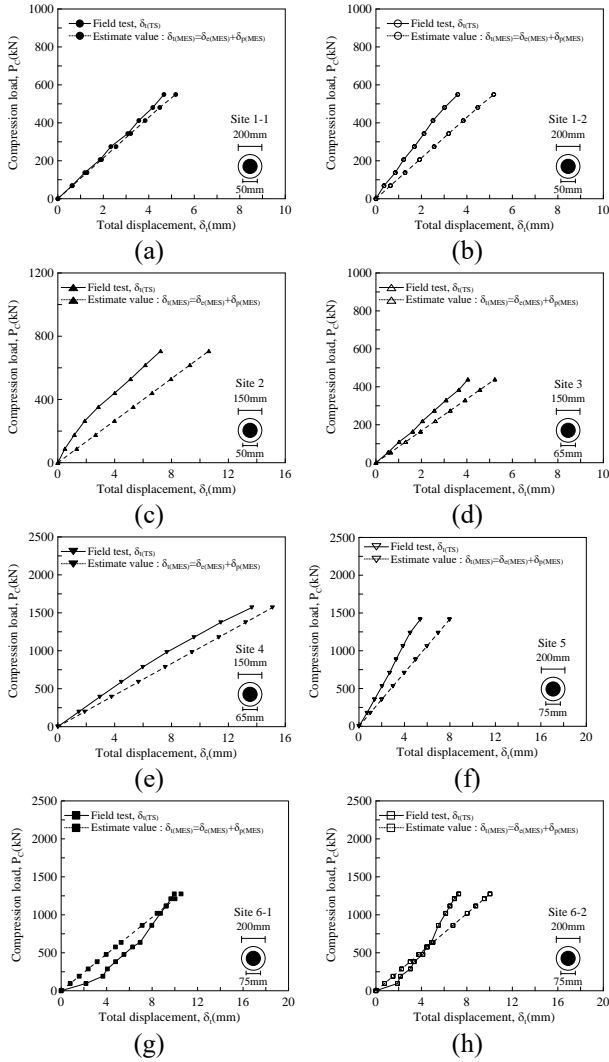 1000
800
600
400
200
0
Compression load, P_C(kN)
Field test, δ_t(TS)
Estimate value : δ_t(MES)=δ_e(MES)+δ_p(MES)
Site 1-1
200mm
50mm
0 2 4 6 8 10
Total displacement, δ_t(mm)
(a)
1000
800
600
400
200
0
Compression load, P_C(kN)
Field test, δ_t(TS)
Estimate value : δ_t(MES)=δ_e(MES)+δ_p(MES)
Site 1-2
200mm
50mm
0 2 4 6 8 10
Total displacement, δ_t(mm)
(b)
1200
800
400
0
Compression load, P_C(kN)
Field test, δ_t(TS)
Estimate value : δ_t(MES)=δ_e(MES)+δ_p(MES)
Site 2
150mm
50mm
0 4 8 12 16
Total displacement, δ_t(mm)
(c)
1000
800
600
400
200
0
Compression load, P_C(kN)
Field test, δ_t(TS)
Estimate value : δ_t(MES)=δ_e(MES)+δ_p(MES)
Site 3
150mm
65mm
0 2 4 6 8 10
Total displacement, δ_t(mm)
(d)
2500
2000
1500
1000
500
0
Compression load, P_C(kN)
Field test, δ_t(TS)
Estimate value : δ_t(MES)=δ_e(MES)+δ_p(MES)
Site 4
150mm
65mm
0 4 8 12 16
Total displacement, δ_t(mm)
(e)
2500
2000
1500
1000
500
0
Compression load, P_C(kN)
Field test, δ_t(TS)
Estimate value : δ_t(MES)=δ_e(MES)+δ_p(MES)
Site 5
200mm
75mm
0 4 8 12 16 20
Total displacement, δ_t(mm)
(f)
2500
2000
1500
1000
500
0
Compression load, P_C(kN)
Field test, δ_t(TS)
Estimate value : δ_t(MES)=δ_e(MES)+δ_p(MES)
Site 6-1
200mm
75mm
0 4 8 12 16 20
Total displacement, δ_t(mm)
(g)
2500
2000
1500
1000
500
0
Compression load, P_C(kN)
Field test, δ_t(TS)
Estimate value : δ_t(MES)=δ_e(MES)+δ_p(MES)
Site 6-2
200mm
75mm
0 4 8 12 16 20
Total displacement, δ_t(mm)
(h)